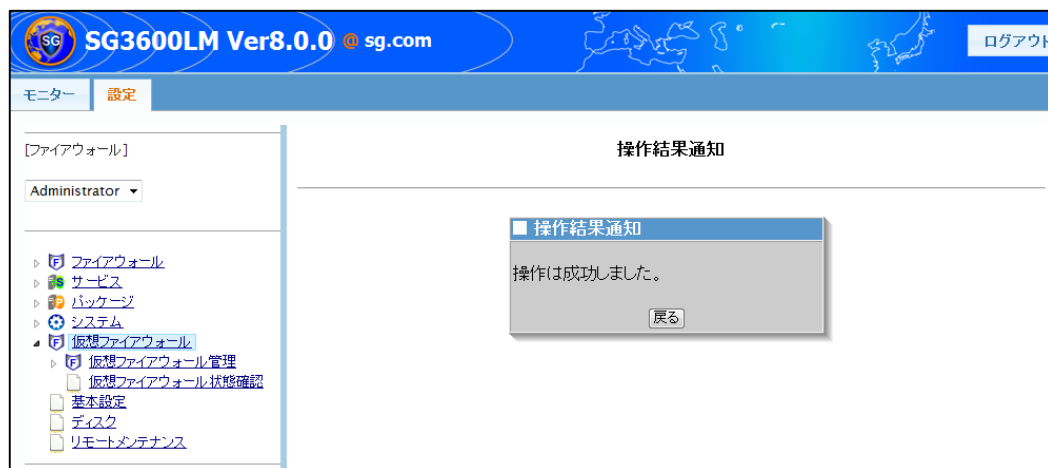 SG SG3600LM Ver8.0.0 @ sg.com
ログアウト
モニター 設定
[ファイアウォール]
Administrator
ファイアウォール
サービス
パッケージ
システム
仮想ファイアウォール
仮想ファイアウォール管理
仮想ファイアウォール状態確認
基本設定
ディスク
リモートメンテナンス
操作結果通知
操作結果通知
操作は成功しました。
戻る